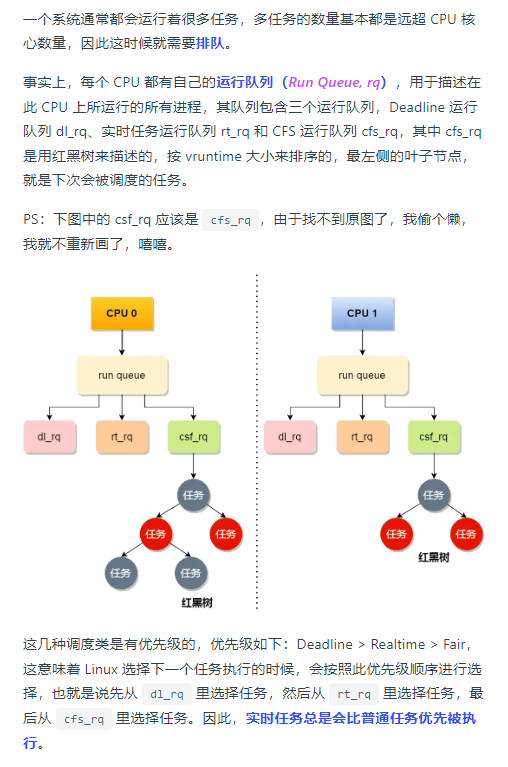 一个系统通常都会运行着很多任务，多任务的数量基本都是远超 CPU 核
心数量，因此这时候就需要排队。
事实上，每个 CPU 都有自己的运行队列（Run Queue, rq），用于描述在
此 CPU 上所运行的所有进程，其队列包含三个运行队列，Deadline 运行
队列 dl_rq、实时任务运行队列 rt_rq 和 CFS 运行队列 cfs_rq，其中 cfs_rq
是用红黑树来描述的，按 vruntime 大小来排序的，最左侧的叶子节点，
就是下次会被调度的任务。
PS：下图中的 csf_rq 应该是 cfs_rq，由于找不到原图了，我偷个懒，
我就不重新画了，嘻嘻。
CPU 0
run queue
dl_rq
rt_rq
csf_rq
任务
任务
任务
任务
任务
红黑树
CPU 1
run queue
dl_rq
rt_rq
csf_rq
任务
任务
任务
红黑树
这几种调度类是有优先级的，优先级如下：Deadline > Realtime > Fair，
这意味着 Linux 选择下一个任务执行的时候，会按照此优先级顺序进行选
择，也就是说先从 dl_rq 里选择任务，然后从 rt_rq 里选择任务，最
后从 cfs_rq 里选择任务。因此，实时任务总是会比普通任务优先被执
行。